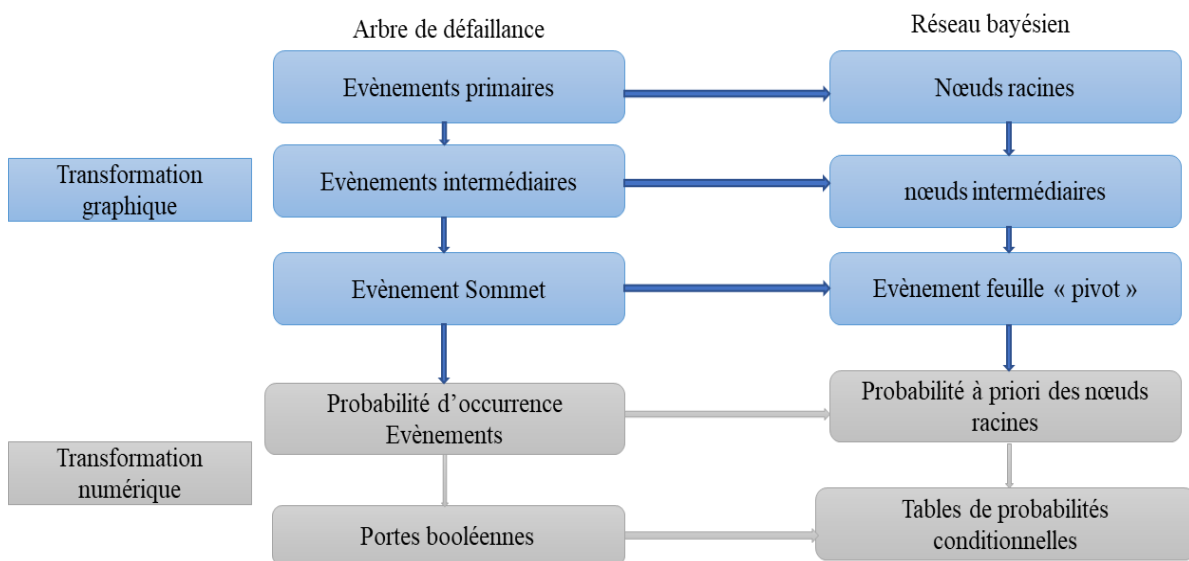 Arbre de défaillance
Réseau bayésien
Evènements primaires
Nœuds racines
Transformation
graphique
Evènements intermédiaires
nœuds intermédiaires
Evènement Sommet
Evènement feuille « pivot »
Probabilité d’occurrence
Evènements
Probabilité à priori des nœuds
racines
Transformation
numérique
Portes booléennes
Tables de probabilités
conditionnelles